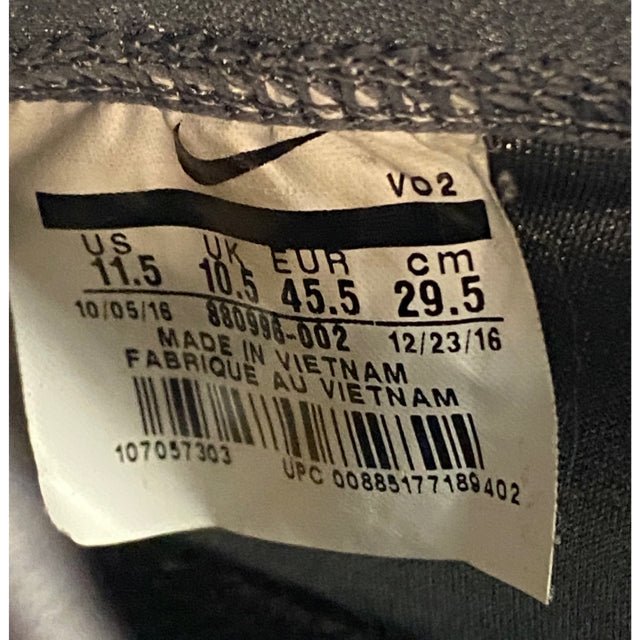 VO2
US UK EUR cm
11.5 10.5 45.5 29.5
10/05/16 880996-002 12/23/16
MADE IN VIETNAM
FABRIQUE AU VIETNAM
107057303 UPC 00885177189402